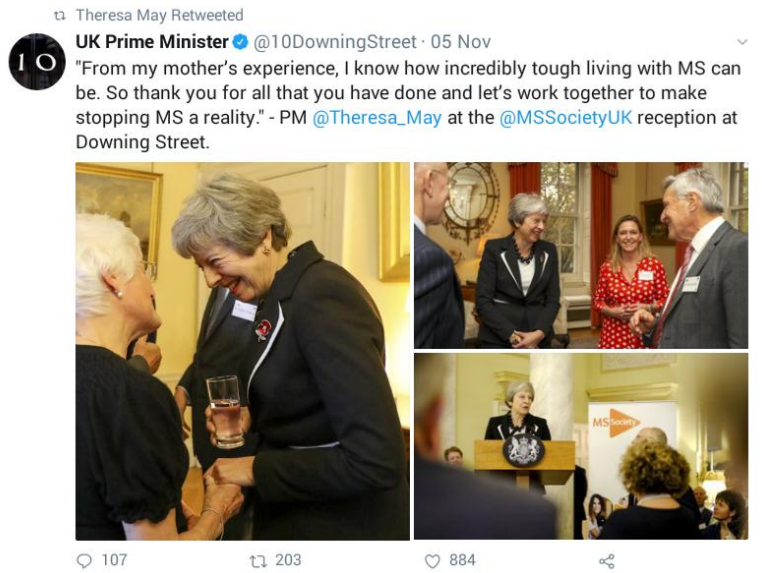 Theresa May Retweeted
UK Prime Minister @10DowningStreet · 05 Nov
10
"From my mother's experience, I know how incredibly tough living with MS can
be. So thank you for all that you have done and let's work together to make
stopping MS a reality." - PM @Theresa_May at the @MSSocietyUK reception at
Downing Street.
MS Society
107 203 884